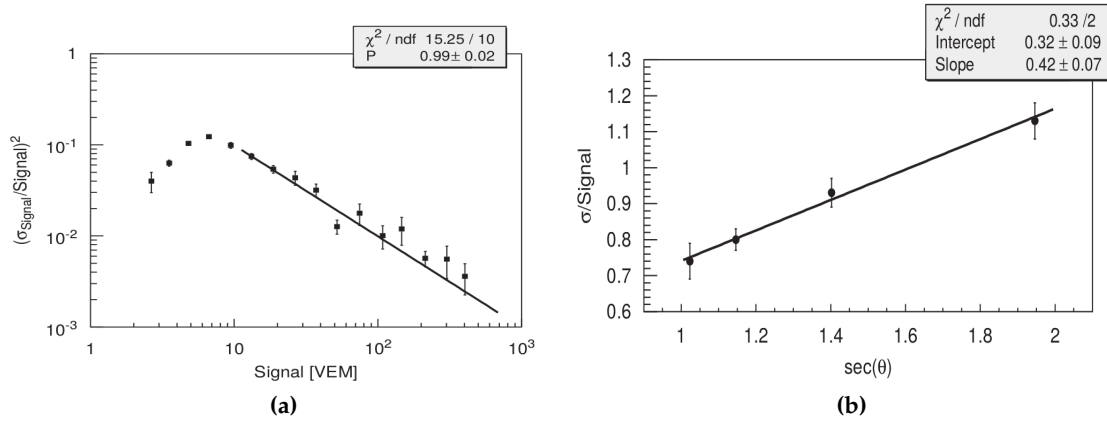 χ² / ndf 15.25 / 10
P 0.99± 0.02
(σSignal/Signal)²
1
10⁻¹
10⁻²
10⁻³
1
10
10²
10³
Signal [VEM]
(a)
χ² / ndf 0.33 /2
Intercept 0.32 ± 0.09
Slope 0.42 ± 0.07
σ/Signal
1.3
1.2
1.1
1
0.9
0.8
0.7
0.6
1 1.2 1.4 1.6 1.8 2
sec(θ)
(b)